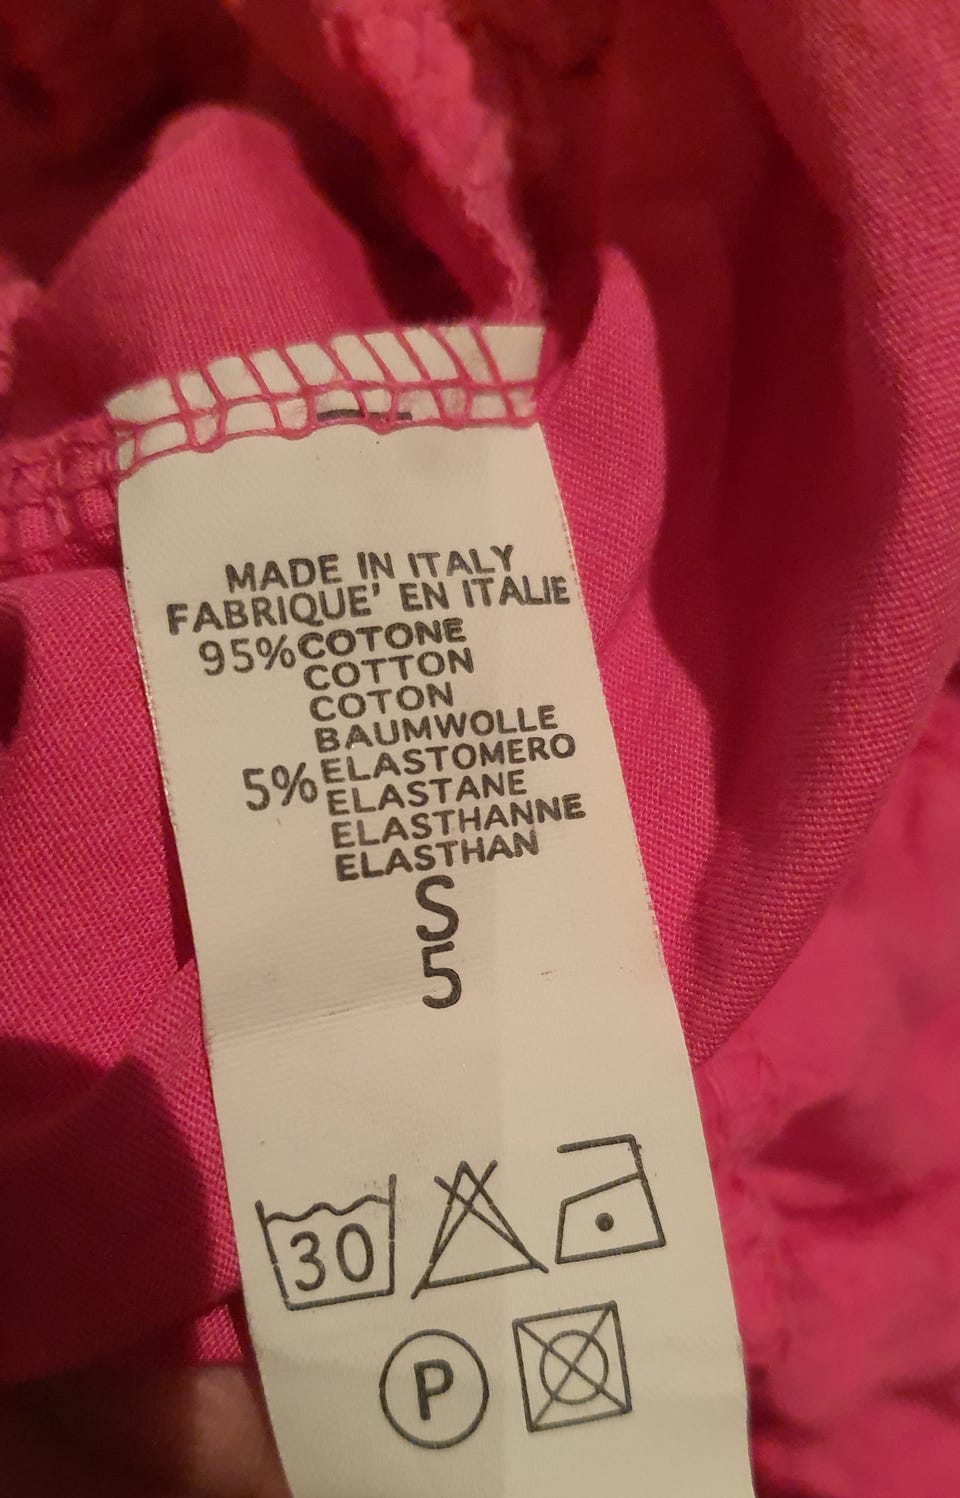 MADE IN ITALY
FABRIQUE' EN ITALIE
95% COTONE
COTTON
COTON
BAUMWOLLE
5% ELASTOMERO
ELASTANE
ELASTHANNE
ELASTHAN
S
5
30
P